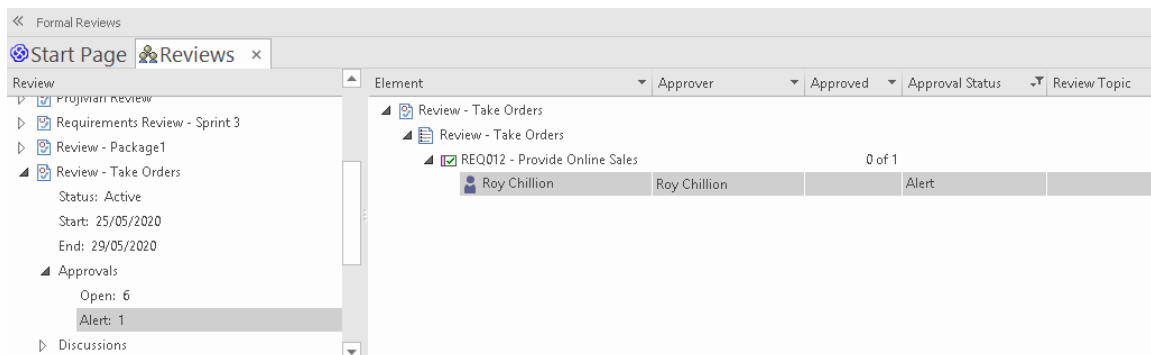 Formal Reviews
Start Page Reviews ×
Review
ProjMan Review
Requirements Review - Sprint 3
Review - Package1
Review - Take Orders
Status: Active
Start: 25/05/2020
End: 29/05/2020
Approvals
Open: 6
Alert: 1
Discussions
Element Approver Approved Approval Status Review Topic
Review - Take Orders
Review - Take Orders
REQ012 - Provide Online Sales 0 of 1
Roy Chillion Roy Chillion Alert